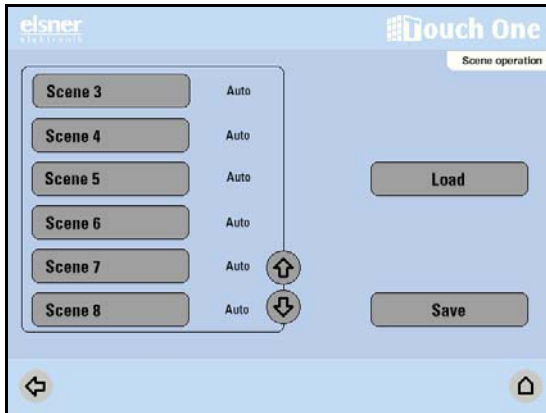 elsner
elektronik
Touch One
Scene operation
Scene 3 Auto
Scene 4 Auto
Scene 5 Auto
Load
Scene 6 Auto
Scene 7 Auto
Scene 8 Auto
Save